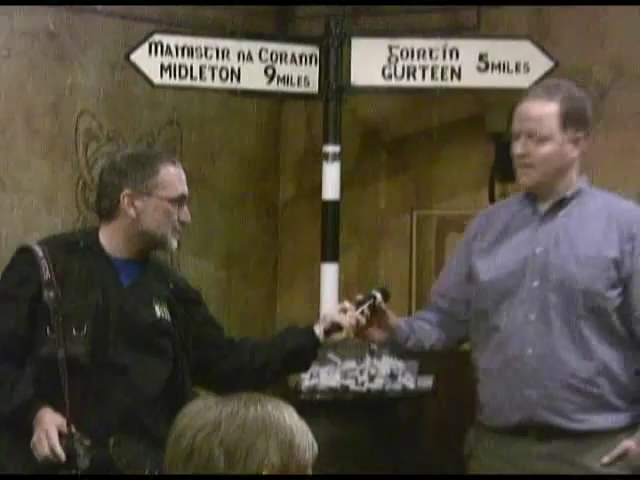 Mainistir na Corann
MIDLETON 9MILES
Goirtín
GURTEEN 5MILES